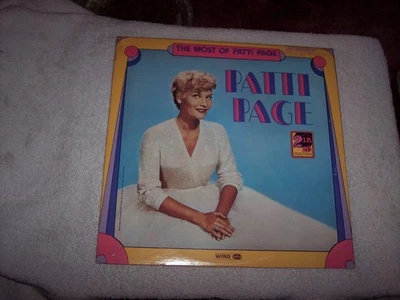 THE MOST OF PATTI PAGE
PATTI
PAGE
WING